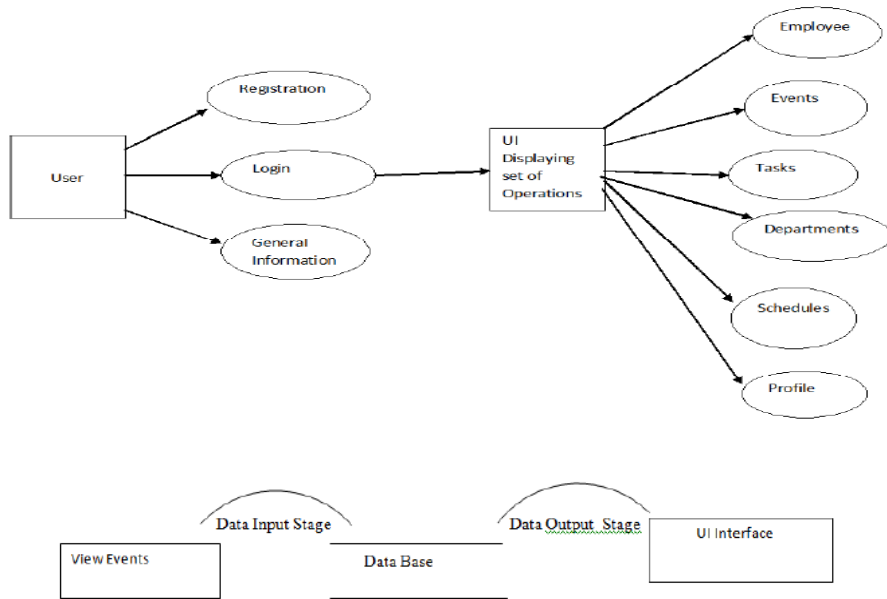 Employee
Registration
Events
UI
Displaying
set of
Operations
User
Login
Tasks
Departments
General
Information
Schedules
Profile
Data Input Stage
Data Output Stage
UI Interface
View Events
Data Base